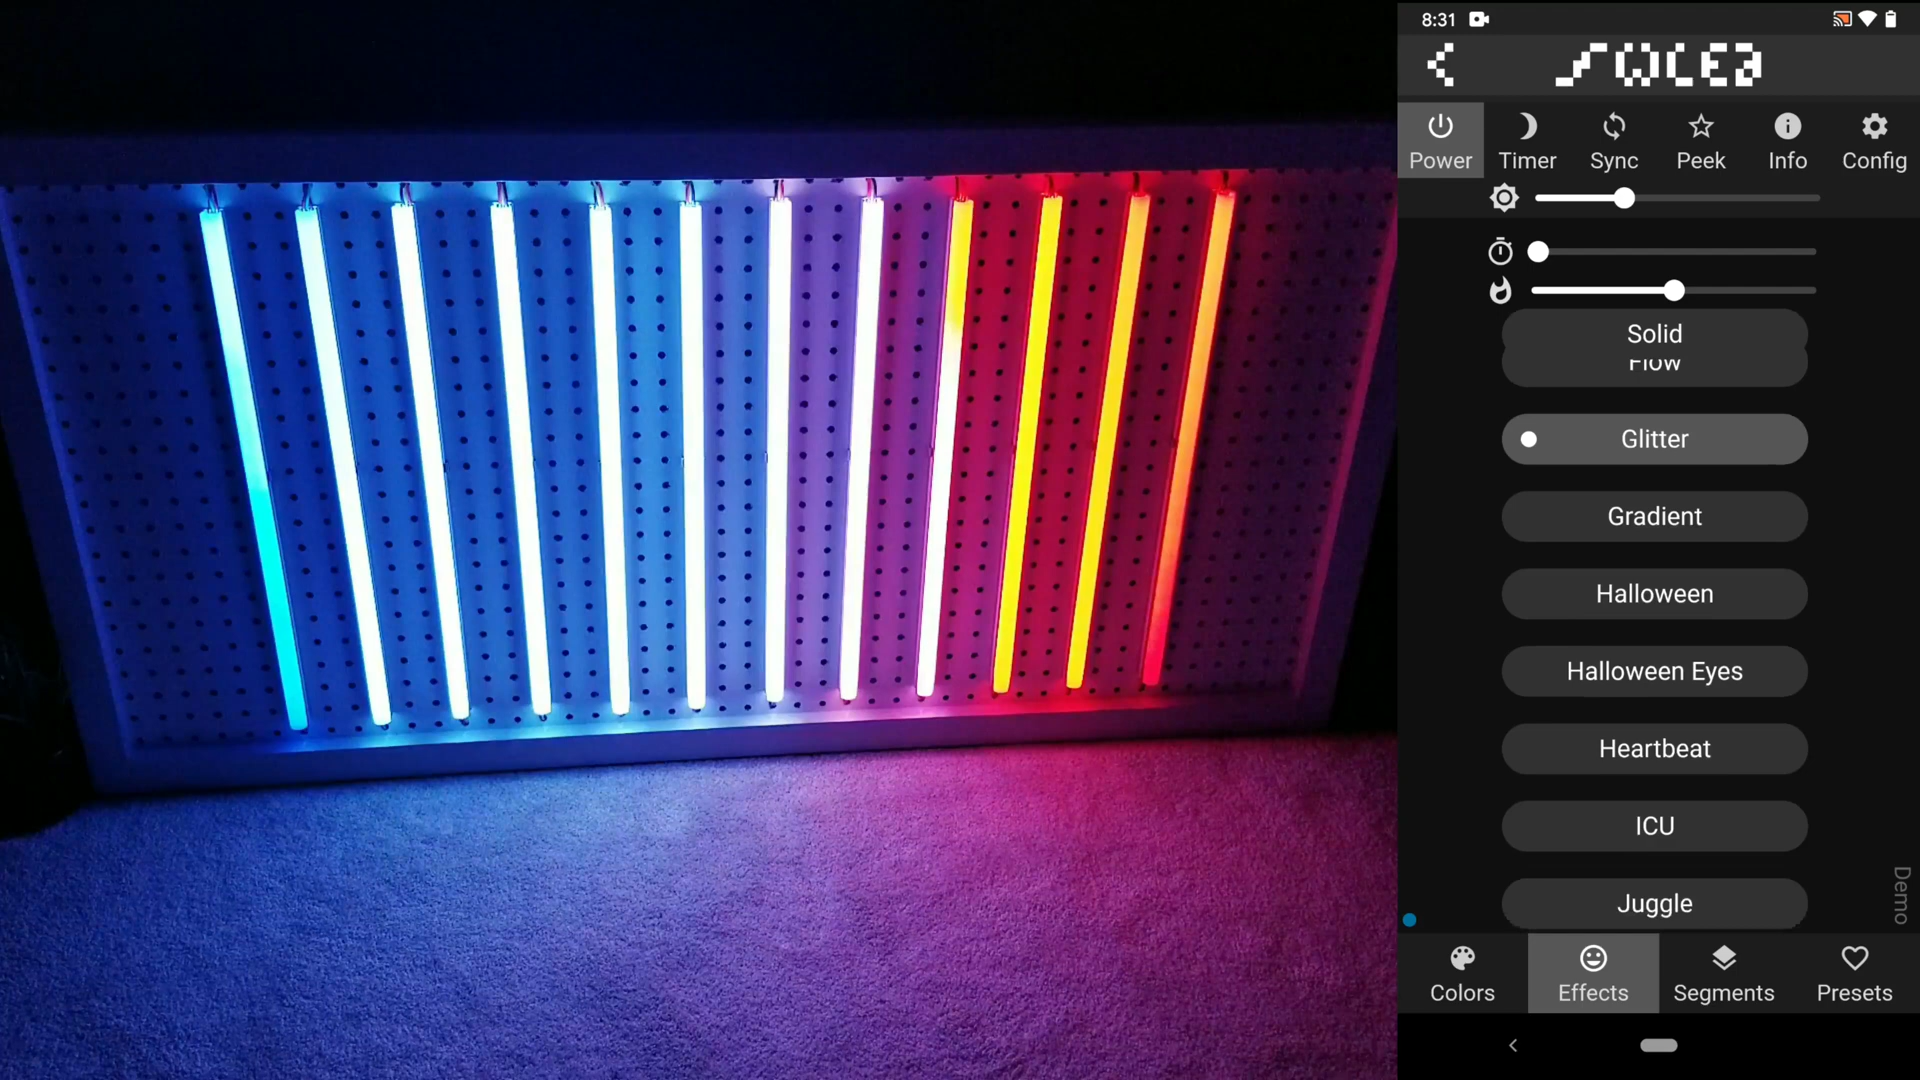 8:31
Power Timer Sync Peek Info Config
Solid
Flow
Glitter
Gradient
Halloween
Halloween Eyes
Heartbeat
ICU
Juggle
Demo
Colors Effects Segments Presets